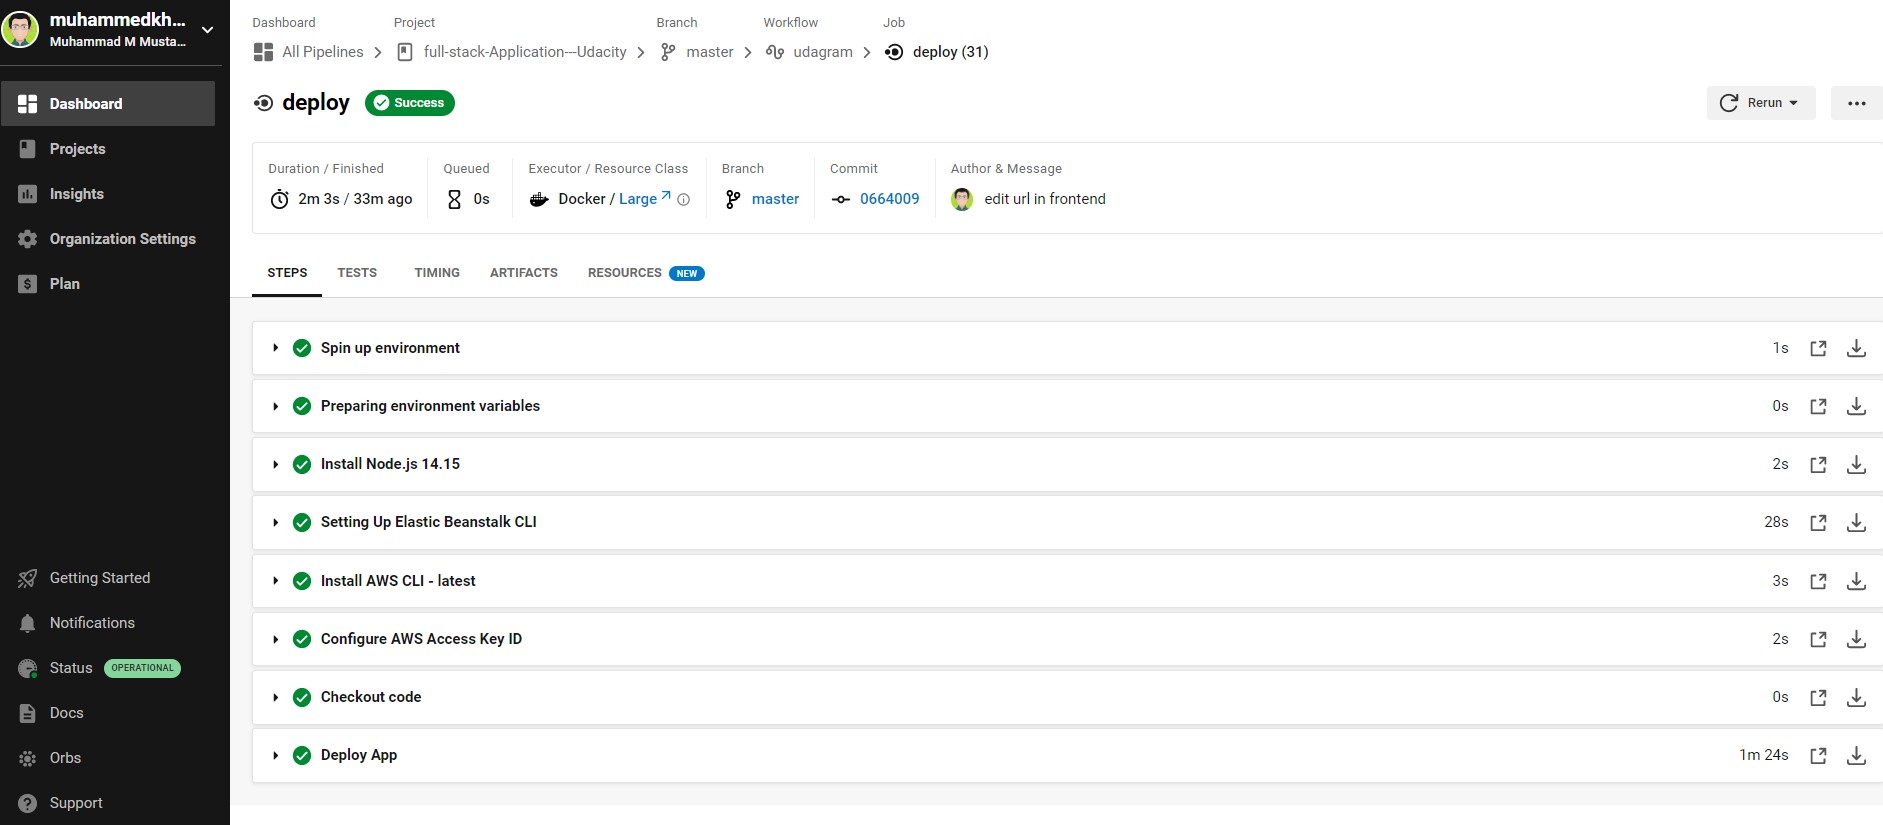 muhammedkh...
Muhammad M Musta...
Dashboard
Projects
Insights
Organization Settings
Plan
Getting Started
Notifications
Status OPERATIONAL
Docs
Orbs
Support
Dashboard Project Branch Workflow Job
All Pipelines full-stack-Application---Udacity master udagram deploy (31)
deploy Success Rerun
Duration / Finished Queued Executor / Resource Class Branch Commit Author & Message
2m 3s / 33m ago 0s Docker / Large master 0664009 edit url in frontend
STEPS TESTS TIMING ARTIFACTS RESOURCES NEW
Spin up environment 1s
Preparing environment variables 0s
Install Node.js 14.15 2s
Setting Up Elastic Beanstalk CLI 28s
Install AWS CLI - latest 3s
Configure AWS Access Key ID 2s
Checkout code 0s
Deploy App 1m 24s